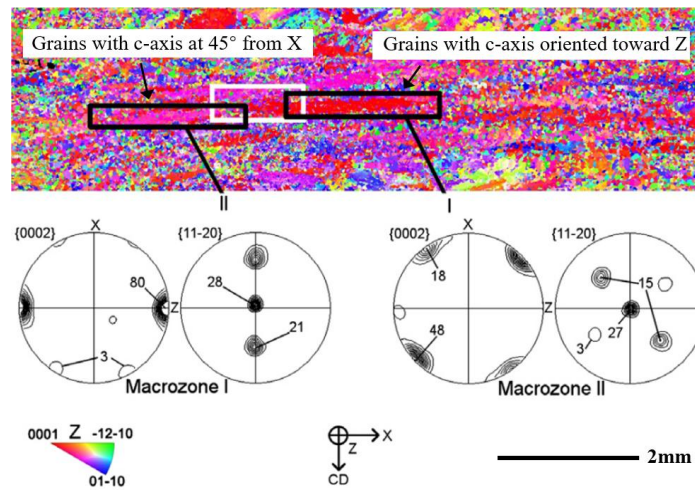 Grains with c-axis at 45° from X
Grains with c-axis oriented toward Z
II
I
{0002}
X
{11-20}
80
Z
28
21
3
Macrozone I
{0002}
X
{11-20}
18
Z
15
48
27
3
Macrozone II
0001 Z -12-10
01-10
X
Z
CD
2mm